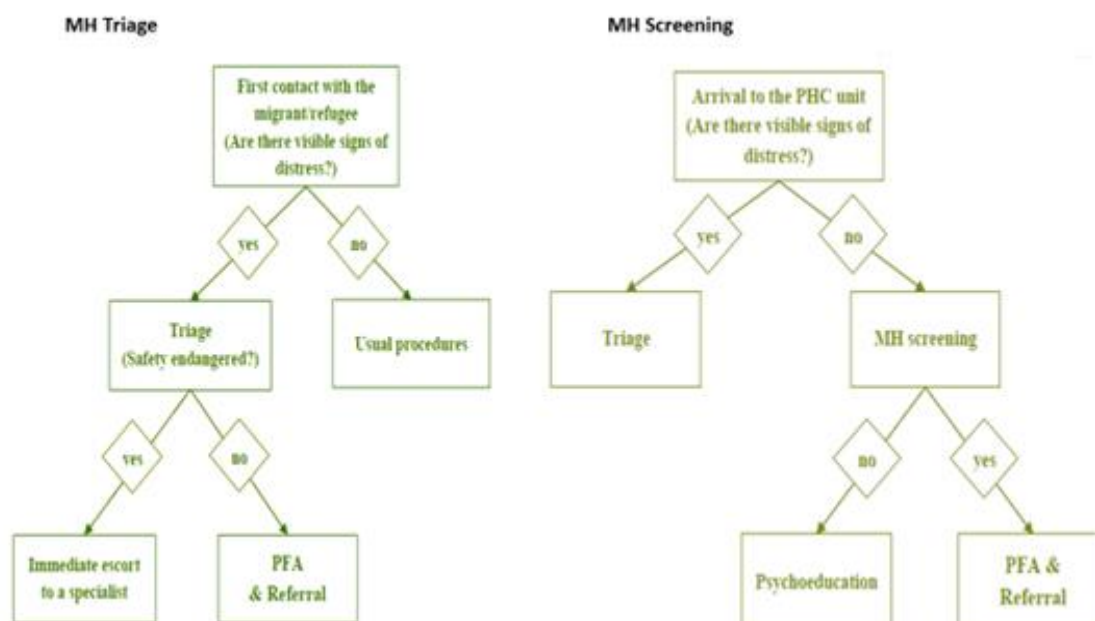 MH Triage
First contact with the
migrant/refugee
(Are there visible signs of
distress?)
yes
no
Triage
(Safety endangered?)
Usual procedures
yes
no
Immediate escort
to a specialist
PFA
& Referral
MH Screening
Arrival to the PHC unit
(Are there visible signs of
distress?)
yes
no
Triage
MH screening
no
yes
Psychoeducation
PFA &
Referral